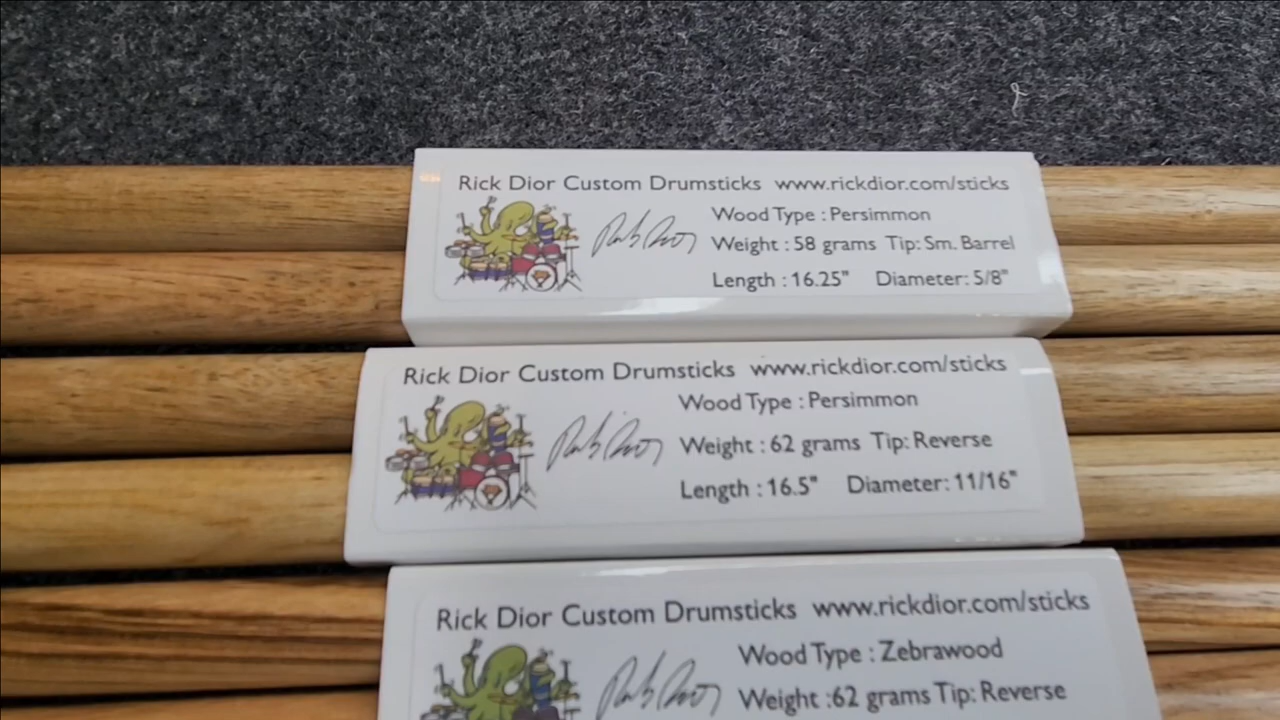 Rick Dior Custom Drumsticks www.rickdior.com/sticks
Wood Type : Persimmon
Weight : 58 grams Tip: Sm. Barrel
Length : 16.25" Diameter: 5/8"
Rick Dior Custom Drumsticks www.rickdior.com/sticks
Wood Type : Persimmon
Weight : 62 grams Tip: Reverse
Length : 16.5" Diameter: 11/16"
Rick Dior Custom Drumsticks www.rickdior.com/sticks
Wood Type : Zebrawood
Weight :62 grams Tip: Reverse